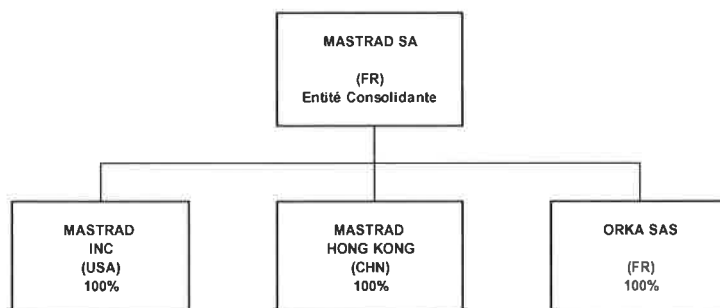 MASTRAD SA
(FR)
Entité Consolidante
MASTRAD
INC
(USA)
100%
MASTRAD
HONG KONG
(CHN)
100%
ORKA SAS
(FR)
100%